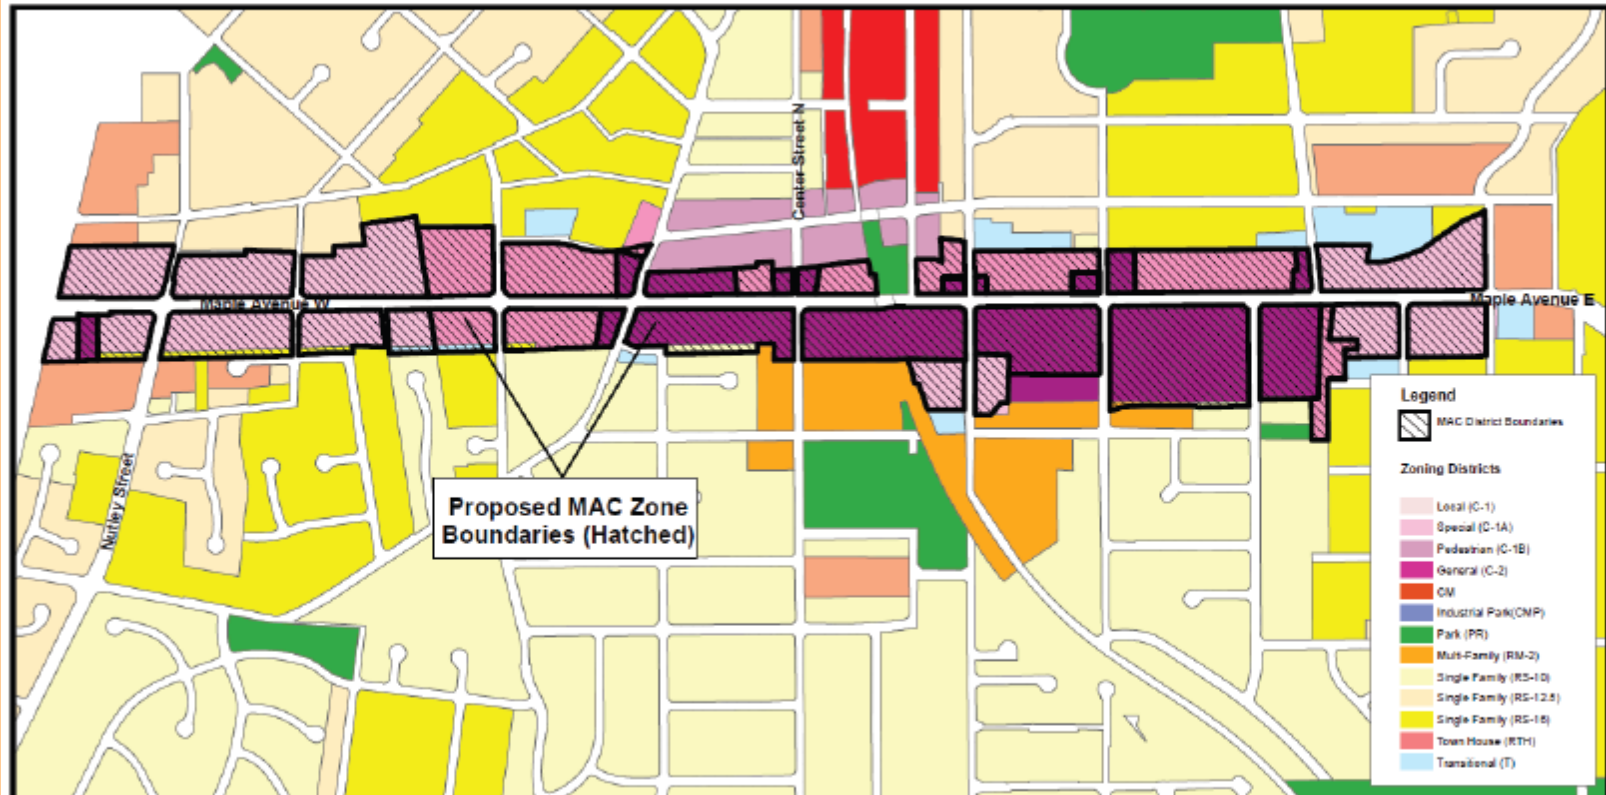 Center Street N
Maple Avenue W
Maple Avenue E
Nutley Street
Proposed MAC Zone
Boundaries (Hatched)
Legend
MAC District Boundaries
Zoning Districts
Local (C-1)
Special (C-1A)
Pedestrian (C-1B)
General (C-2)
CM
Industrial Park(CMP)
Park (PR)
Multi-Family (RM-2)
Single Family (RS-10)
Single Family (RS-12.5)
Single Family (RS-16)
Town House (RTH)
Transitional (T)